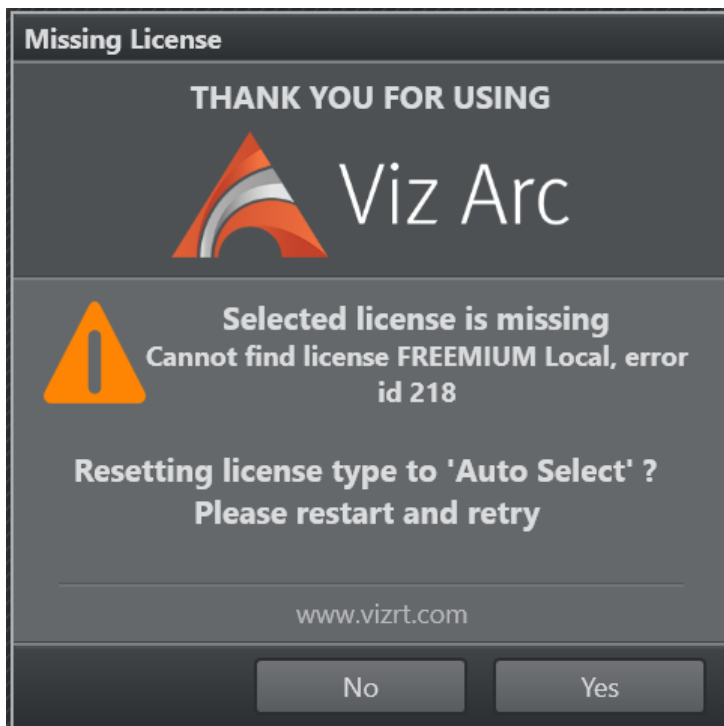 Missing License
THANK YOU FOR USING
Viz Arc
Selected license is missing
Cannot find license FREEMIUM Local, error
id 218
Resetting license type to 'Auto Select' ?
Please restart and retry
www.vizrt.com
No
Yes